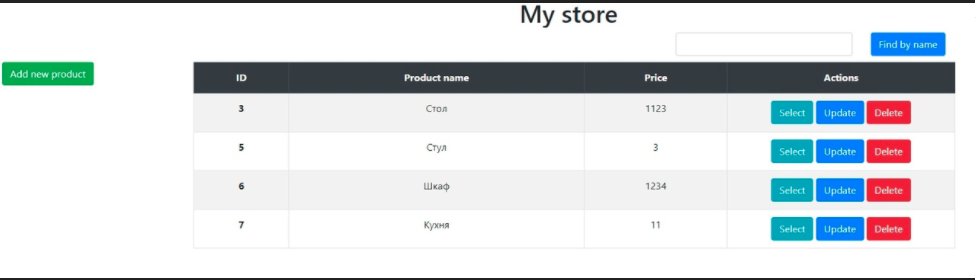 My store
Find by name
Add new product
ID Product name Price Actions
3 Стол 1123 Select Update Delete
5 Стул 3 Select Update Delete
6 Шкаф 1234 Select Update Delete
7 Кухня 11 Select Update Delete